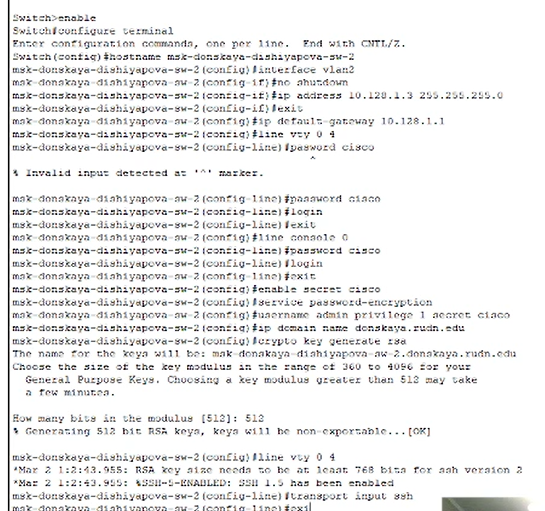 Switch>enable
Switch#configure terminal
Enter configuration commands, one per line.  End with CNTL/Z.
Switch(config)#hostname msk-donskaya-dishiyapova-sw-2
msk-donskaya-dishiyapova-sw-2(config)#interface vlan2
msk-donskaya-dishiyapova-sw-2(config-if)#no shutdown
msk-donskaya-dishiyapova-sw-2(config-if)#ip address 10.128.1.3 255.255.255.0
msk-donskaya-dishiyapova-sw-2(config-if)#exit
msk-donskaya-dishiyapova-sw-2(config)#ip default-gateway 10.128.1.1
msk-donskaya-dishiyapova-sw-2(config)#line vty 0 4
msk-donskaya-dishiyapova-sw-2(config-line)#pasword cisco
^
% Invalid input detected at '^' marker.
msk-donskaya-dishiyapova-sw-2(config-line)#password cisco
msk-donskaya-dishiyapova-sw-2(config-line)#login
msk-donskaya-dishiyapova-sw-2(config-line)#exit
msk-donskaya-dishiyapova-sw-2(config)#line console 0
msk-donskaya-dishiyapova-sw-2(config-line)#password cisco
msk-donskaya-dishiyapova-sw-2(config-line)#login
msk-donskaya-dishiyapova-sw-2(config-line)#exit
msk-donskaya-dishiyapova-sw-2(config)#enable secret cisco
msk-donskaya-dishiyapova-sw-2(config)#service password-encryption
msk-donskaya-dishiyapova-sw-2(config)#username admin privilege 1 secret cisco
msk-donskaya-dishiyapova-sw-2(config)#ip domain name donskaya.rudn.edu
msk-donskaya-dishiyapova-sw-2(config)#crypto key generate rsa
The name for the keys will be: msk-donskaya-dishiyapova-sw-2.donskaya.rudn.edu
Choose the size of the key modulus in the range of 360 to 4096 for your
General Purpose Keys. Choosing a key modulus greater than 512 may take
a few minutes.
How many bits in the modulus [512]: 512
% Generating 512 bit RSA keys, keys will be non-exportable...[OK]
msk-donskaya-dishiyapova-sw-2(config)#line vty 0 4
*Mar 2 1:2:43.955: RSA key size needs to be at least 768 bits for ssh version 2
*Mar 2 1:2:43.955: %SSH-5-ENABLED: SSH 1.5 has been enabled
msk-donskaya-dishiyapova-sw-2(config-line)#transport input ssh
msk-donskaya-dishiyapova-sw-2(config-line)#exi